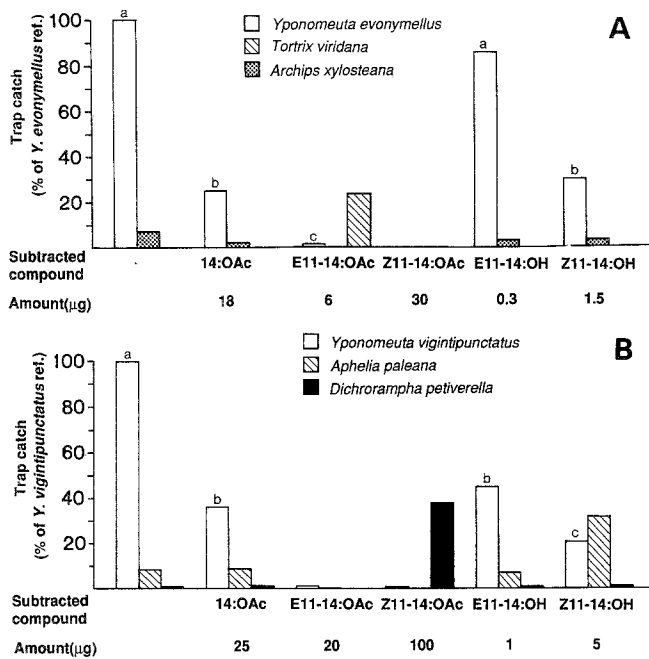 A
Yponomeuta evonymellus
Tortrix viridana
Archips xylosteana
Trap catch
(% of Y. evonymellus ref.)
100
80
60
40
20
a
b
c
a
b
Subtracted compound - 14:OAc E11-14:OAc Z11-14:OAc E11-14:OH Z11-14:OH
Amount(µg) 18 6 30 0.3 1.5
B
Yponomeuta vigintipunctatus
Aphelia paleana
Dichrorampha petiverella
Trap catch
(% of Y. vigintipunctatus ref.)
100
80
60
40
20
a
b
b
c
Subtracted compound 14:OAc E11-14:OAc Z11-14:OAc E11-14:OH Z11-14:OH
Amount(µg) 25 20 100 1 5